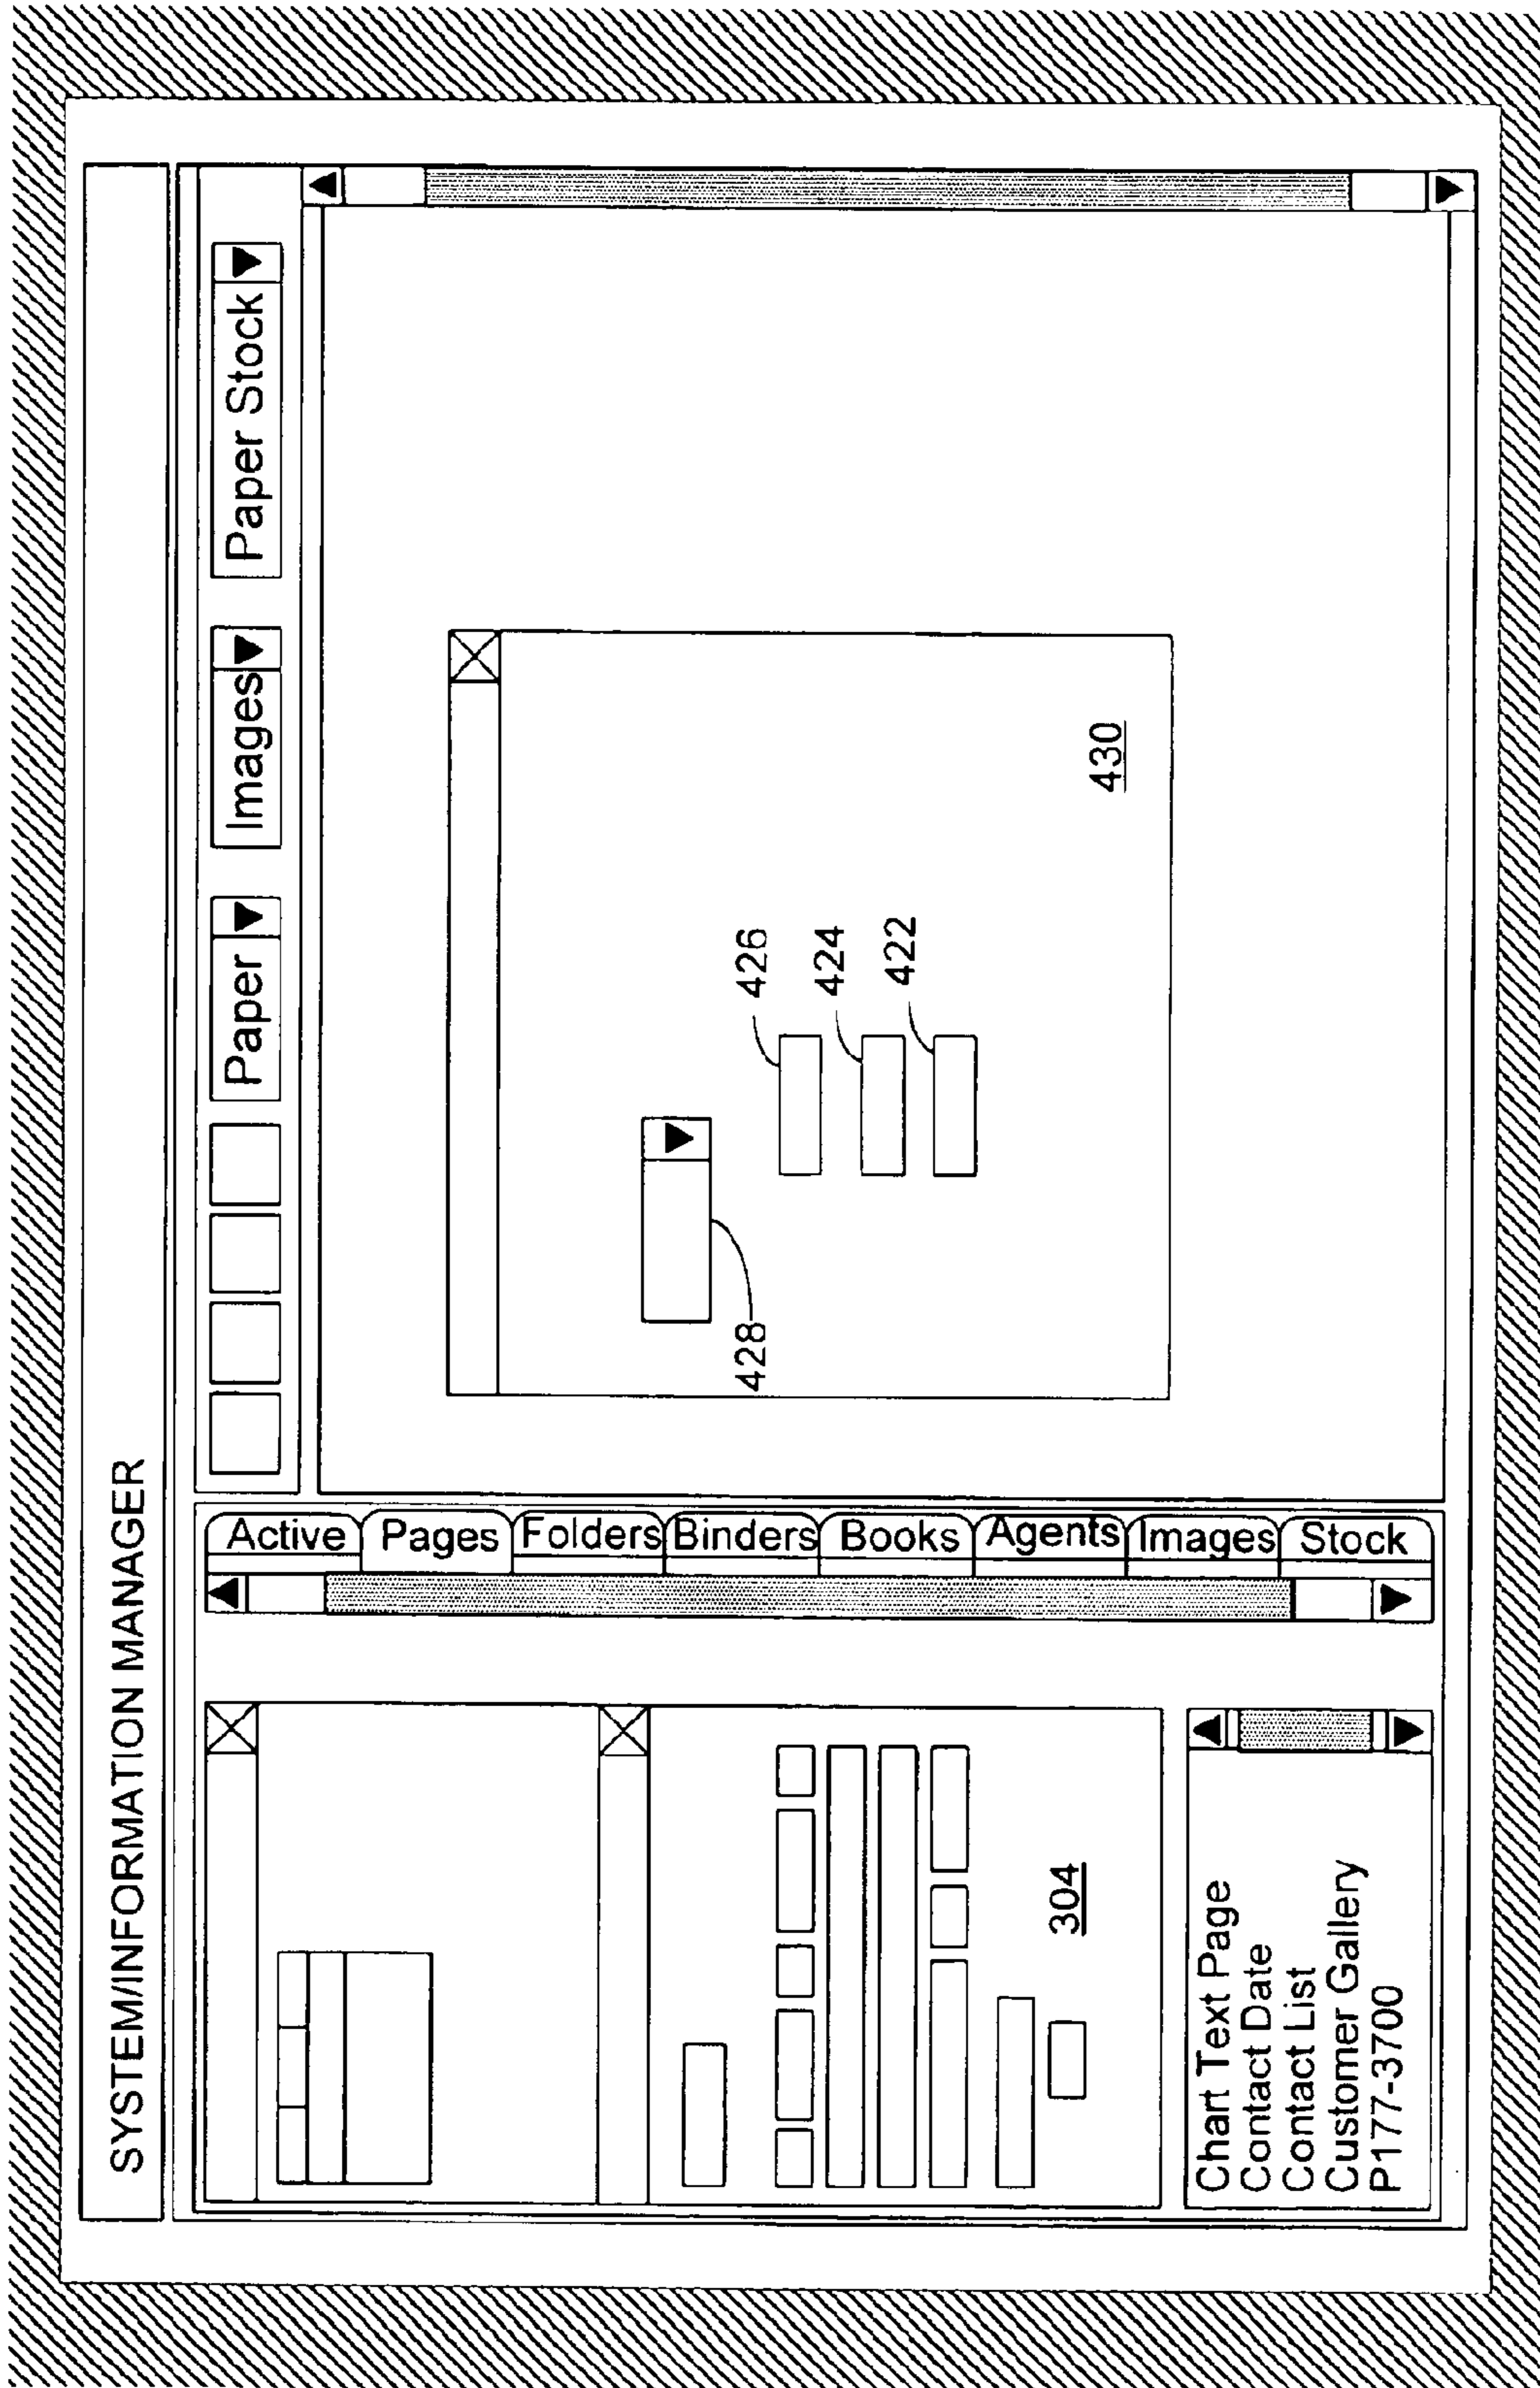 SYSTEM/INFORMATION MANAGER
Paper
Images
Paper Stock
Active
Pages
Folders
Binders
Books
Agents
Images
Stock
428
426
424
422
430
304
Chart Text Page
Contact Date
Contact List
Customer Gallery
P177-3700